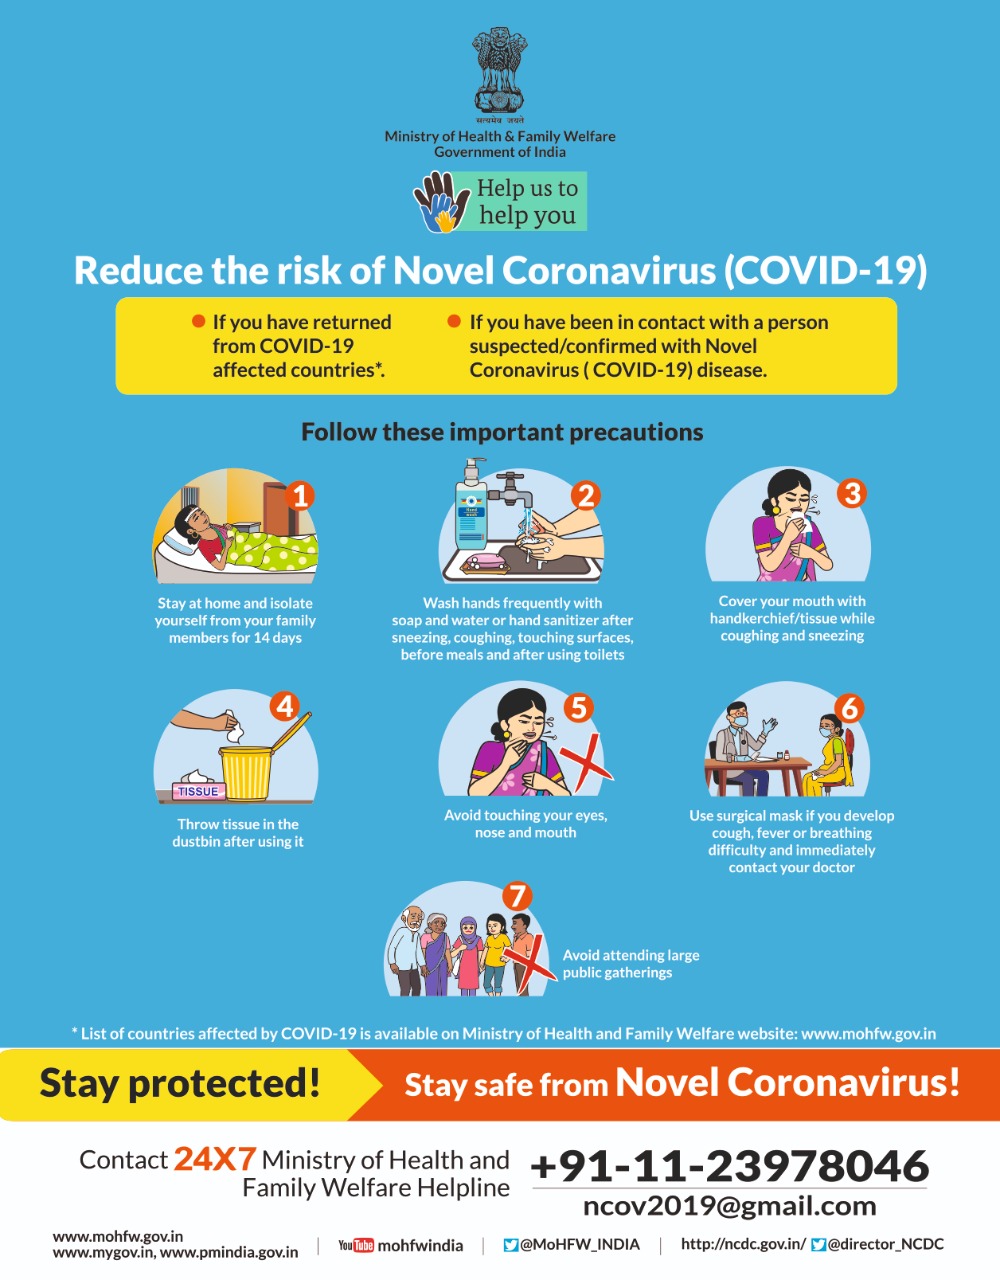 सत्यमेव जयते
Ministry of Health & Family Welfare
Government of India
Help us to
help you
Reduce the risk of Novel Coronavirus (COVID-19)
If you have returned
from COVID-19
affected countries*.
If you have been in contact with a person
suspected/confirmed with Novel
Coronavirus ( COVID-19) disease.
Follow these important precautions
1
Stay at home and isolate
yourself from your family
members for 14 days
2
Hand
wash
Wash hands frequently with
soap and water or hand sanitizer after
sneezing, coughing, touching surfaces,
before meals and after using toilets
3
Cover your mouth with
handkerchief/tissue while
coughing and sneezing
4
TISSUE
Throw tissue in the
dustbin after using it
5
Avoid touching your eyes,
nose and mouth
6
Use surgical mask if you develop
cough, fever or breathing
difficulty and immediately
contact your doctor
7
Avoid attending large
public gatherings
* List of countries affected by COVID-19 is available on Ministry of Health and Family Welfare website: www.mohfw.gov.in
Stay protected!
Stay safe from Novel Coronavirus!
Contact 24X7 Ministry of Health and
Family Welfare Helpline
+91-11-23978046
ncov2019@gmail.com
www.mohfw.gov.in
www.mygov.in, www.pmindia.gov.in
YouTube mohfwindia
@MoHFW_INDIA
http://ncdc.gov.in/ @director_NCDC